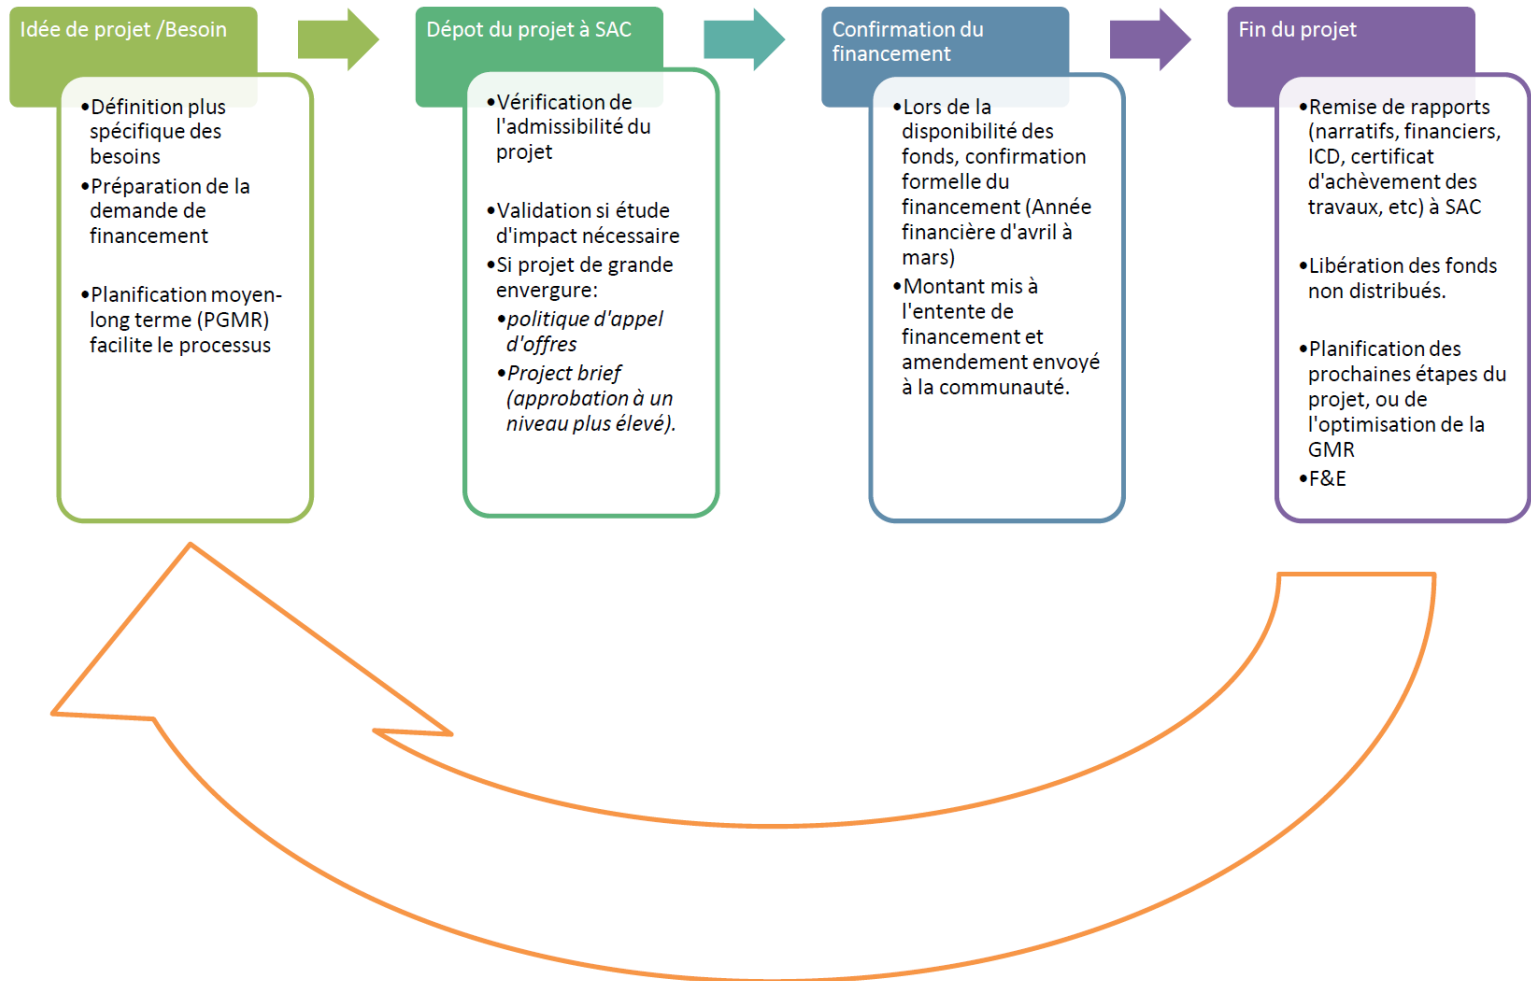 Idée de projet /Besoin
•Définition plus
spécifique des
besoins
•Préparation de la
demande de
financement
•Planification moyen-
long terme (PGMR)
facilite le processus
Dépot du projet à SAC
•Vérification de
l'admissibilité du
projet
•Validation si étude
d'impact nécessaire
•Si projet de grande
envergure:
•politique d'appel
d'offres
•Project brief
(approbation à un
niveau plus élevé).
Confirmation du
financement
•Lors de la
disponibilité des
fonds, confirmation
formelle du
financement (Année
financière d'avril à
mars)
•Montant mis à
l'entente de
financement et
amendement envoyé
à la communauté.
Fin du projet
•Remise de rapports
(narratifs, financiers,
ICD, certificat
d'achèvement des
travaux, etc) à SAC
•Libération des fonds
non distribués.
•Planification des
prochaines étapes du
projet, ou de
l'optimisation de la
GMR
•F&E